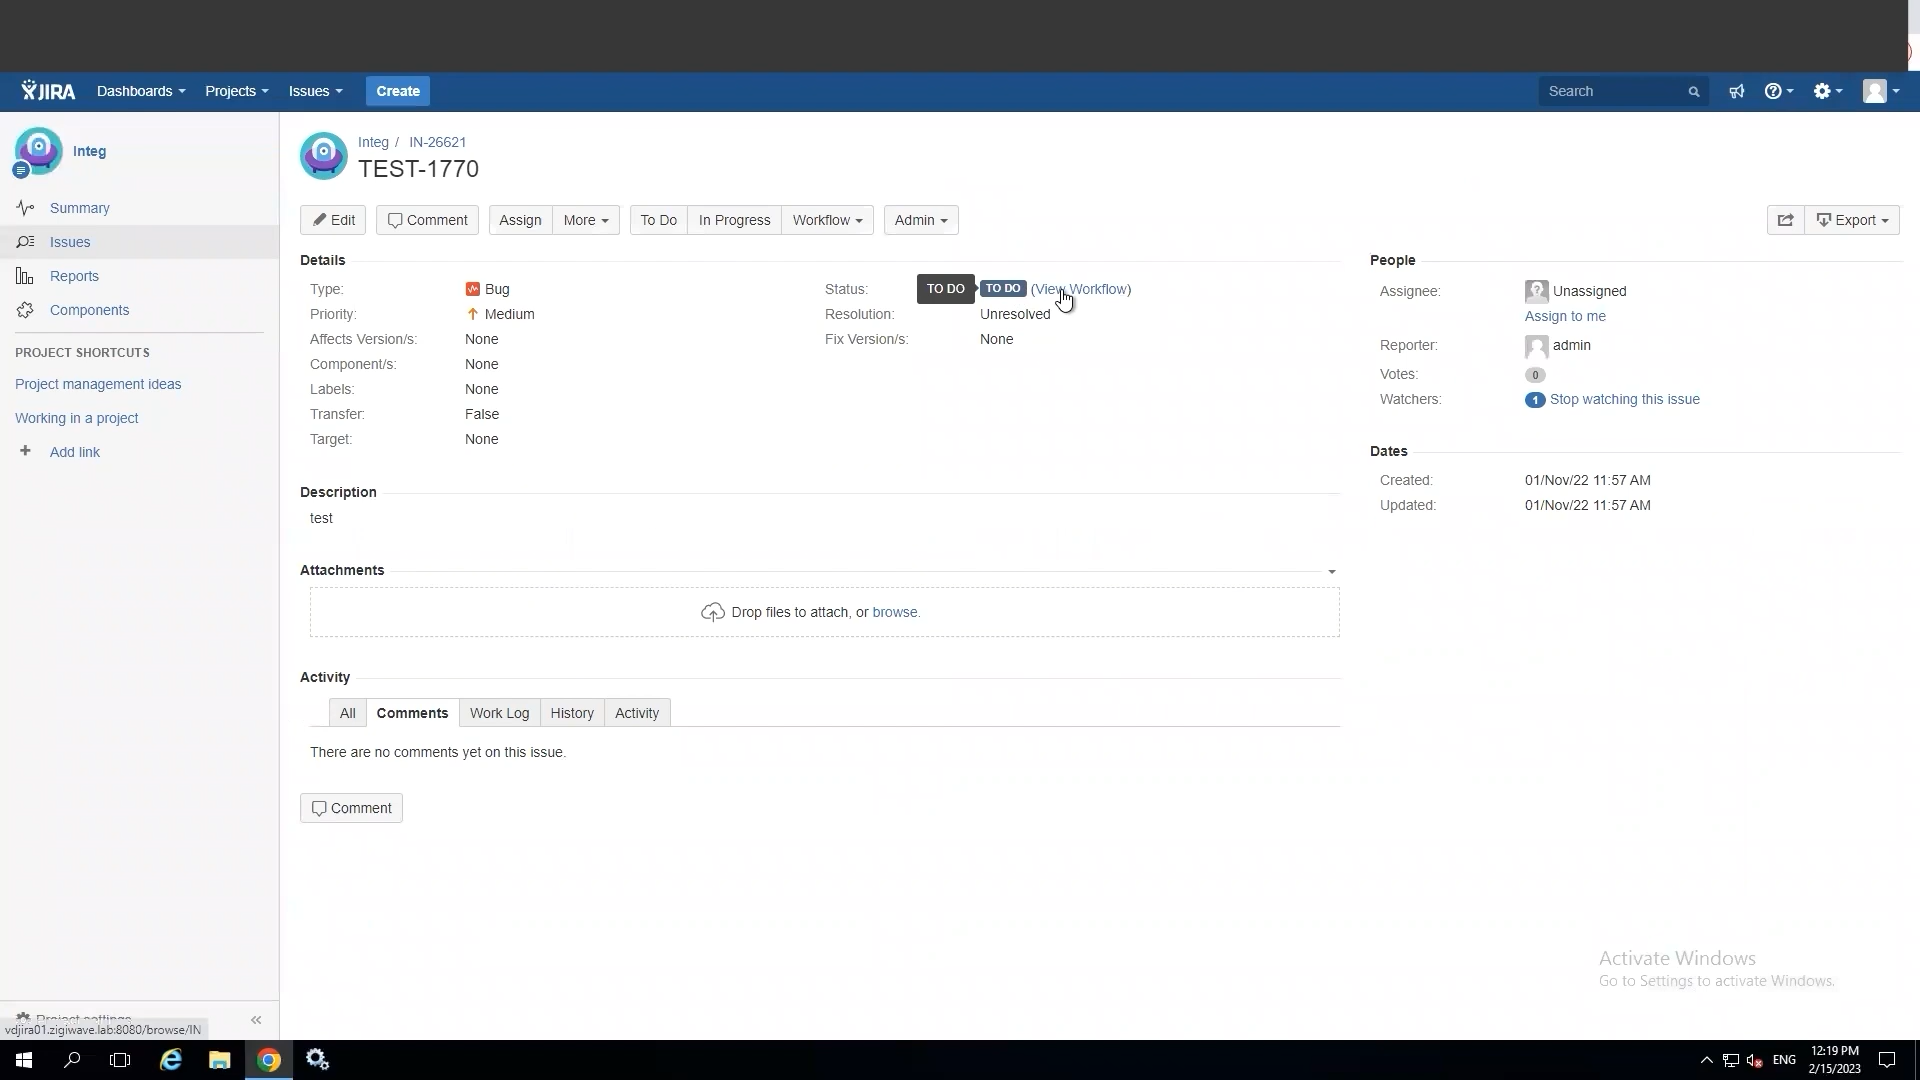 JIRA Dashboards Projects Issues Create Search
Integ
Summary
Issues
Reports
Components
PROJECT SHORTCUTS
Project management ideas
Working in a project
+ Add link
Project settings
vdjira01.zigiwave.lab:8080/browse/IN
Integ / IN-26621
TEST-1770
Edit Comment Assign More To Do In Progress Workflow Admin Export
Details
Type: Bug
Priority: Medium
Affects Version/s: None
Component/s: None
Labels: None
Transfer: False
Target: None
Status: TO DO TO DO (View Workflow)
Resolution: Unresolved
Fix Version/s: None
Description
test
Attachments
Drop files to attach, or browse.
Activity
All Comments Work Log History Activity
There are no comments yet on this issue.
Comment
People
Assignee: Unassigned
Assign to me
Reporter: admin
Votes: 0
Watchers: 1 Stop watching this issue
Dates
Created: 01/Nov/22 11:57 AM
Updated: 01/Nov/22 11:57 AM
Activate Windows
Go to Settings to activate Windows.
ENG
12:19 PM
2/15/2023